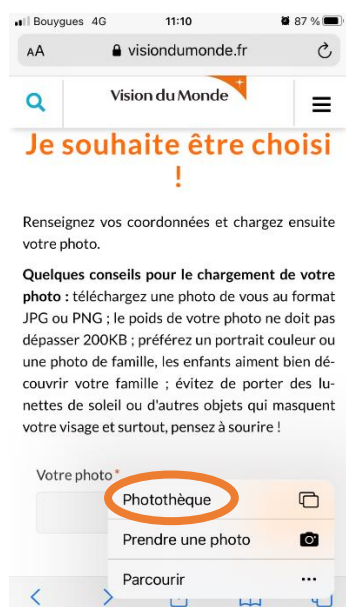 Bouygues 4G 11:10 87 %
AA visiondumonde.fr
Vision du Monde
Je souhaite être choisi
!
Renseignez vos coordonnées et chargez ensuite
votre photo.
Quelques conseils pour le chargement de votre
photo : téléchargez une photo de vous au format
JPG ou PNG ; le poids de votre photo ne doit pas
dépasser 200KB ; préférez un portrait couleur ou
une photo de famille, les enfants aiment bien dé-
couvrir votre famille ; évitez de porter des lu-
nettes de soleil ou d'autres objets qui masquent
votre visage et surtout, pensez à sourire !
Votre photo*
Photothèque
Prendre une photo
Parcourir